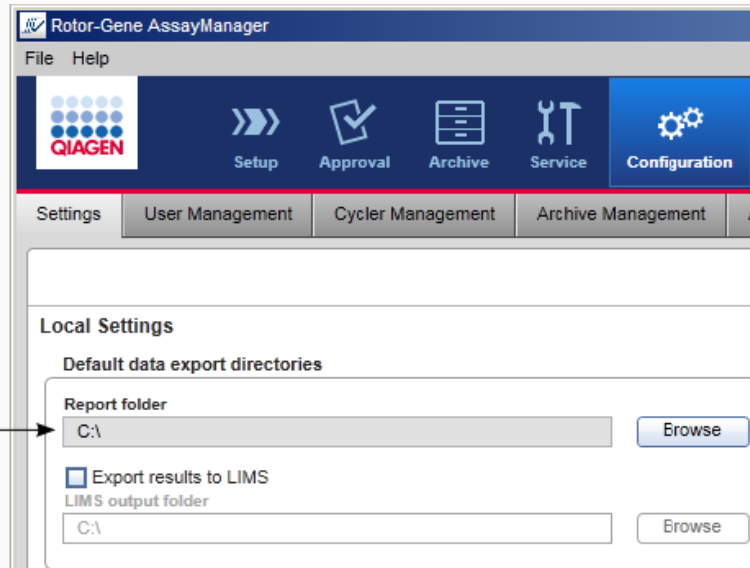 Rotor-Gene AssayManager
File Help
QIAGEN
Setup Approval Archive Service Configuration
Settings User Management Cycler Management Archive Management
Local Settings
Default data export directories
Report folder
C:\ Browse
Export results to LIMS
LIMS output folder
C:\ Browse